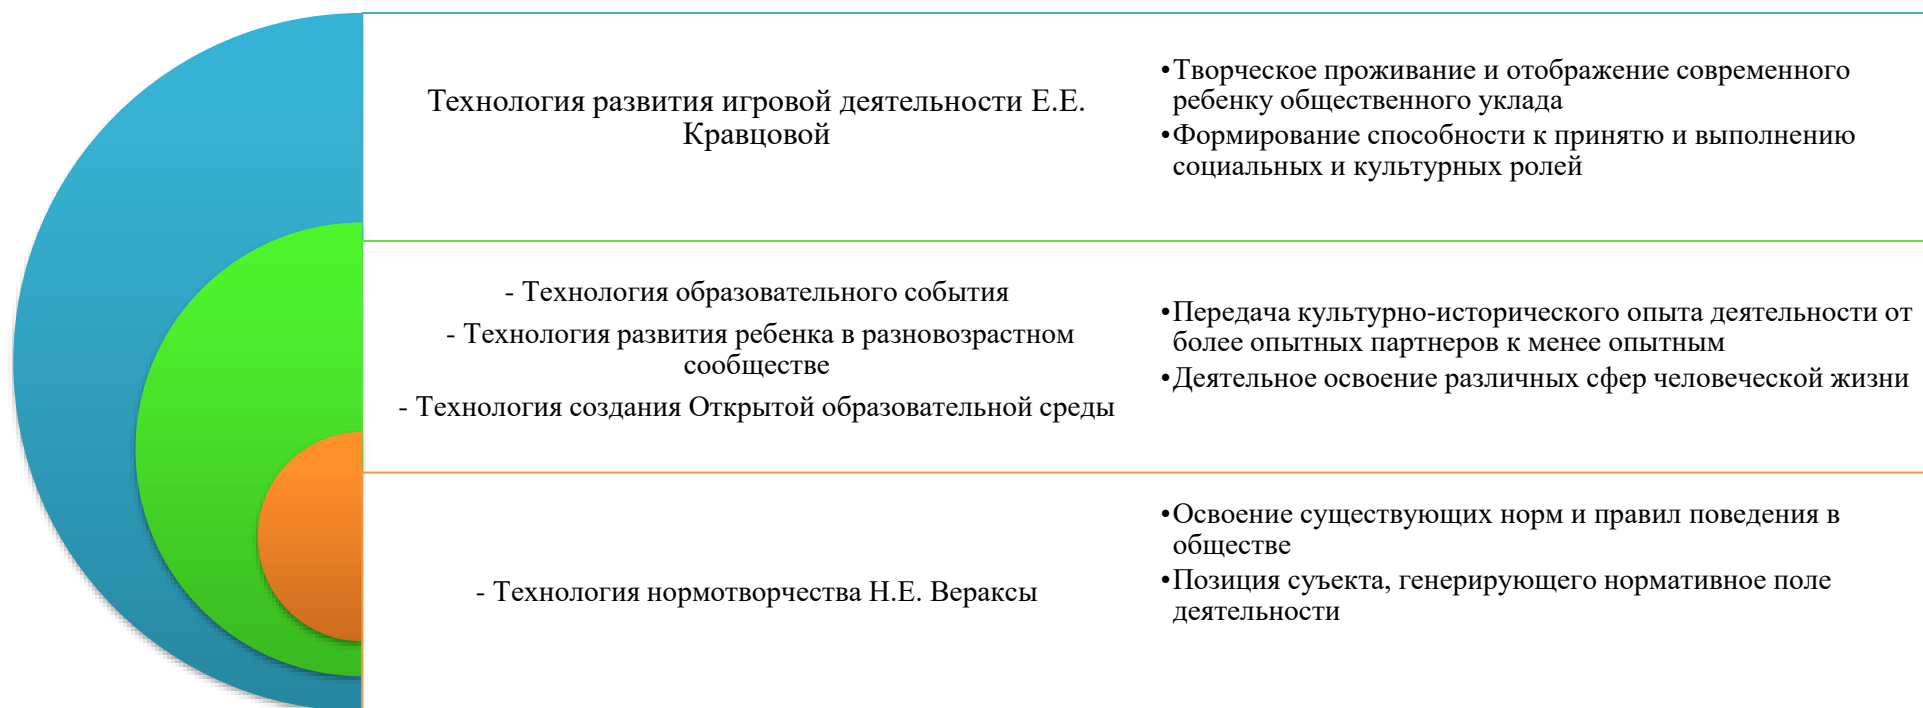 Технология развития игровой деятельности Е.Е.
Кравцовой
•Творческое проживание и отображение современного
ребенку общественного уклада
•Формирование способности к принятю и выполнению
социальных и культурных ролей
- Технология образовательного события
- Технология развития ребенка в разновозрастном
сообществе
- Технология создания Открытой образовательной среды
•Передача культурно-исторического опыта деятельности от
более опытных партнеров к менее опытным
•Деятельное освоение различных сфер человеческой жизни
- Технология нормотворчества Н.Е. Вераксы
•Освоение существующих норм и правил поведения в
обществе
•Позиция суъекта, генерирующего нормативное поле
деятельности